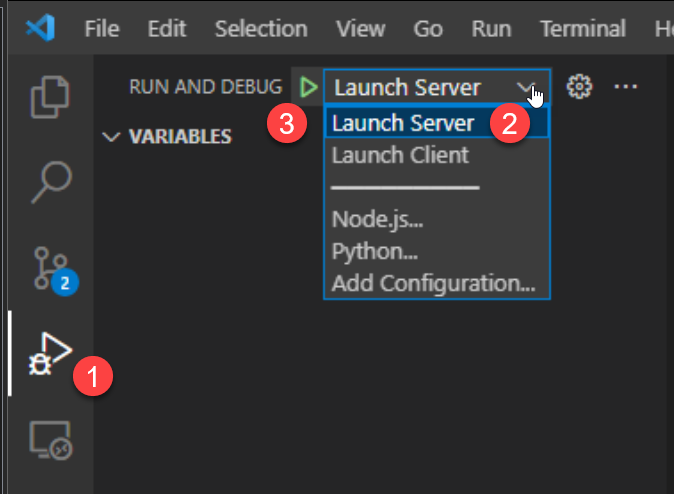 File Edit Selection View Go Run Terminal
RUN AND DEBUG Launch Server
3 Launch Server 2
VARIABLES
Launch Client
Node.js...
Python...
2
Add Configuration...
1